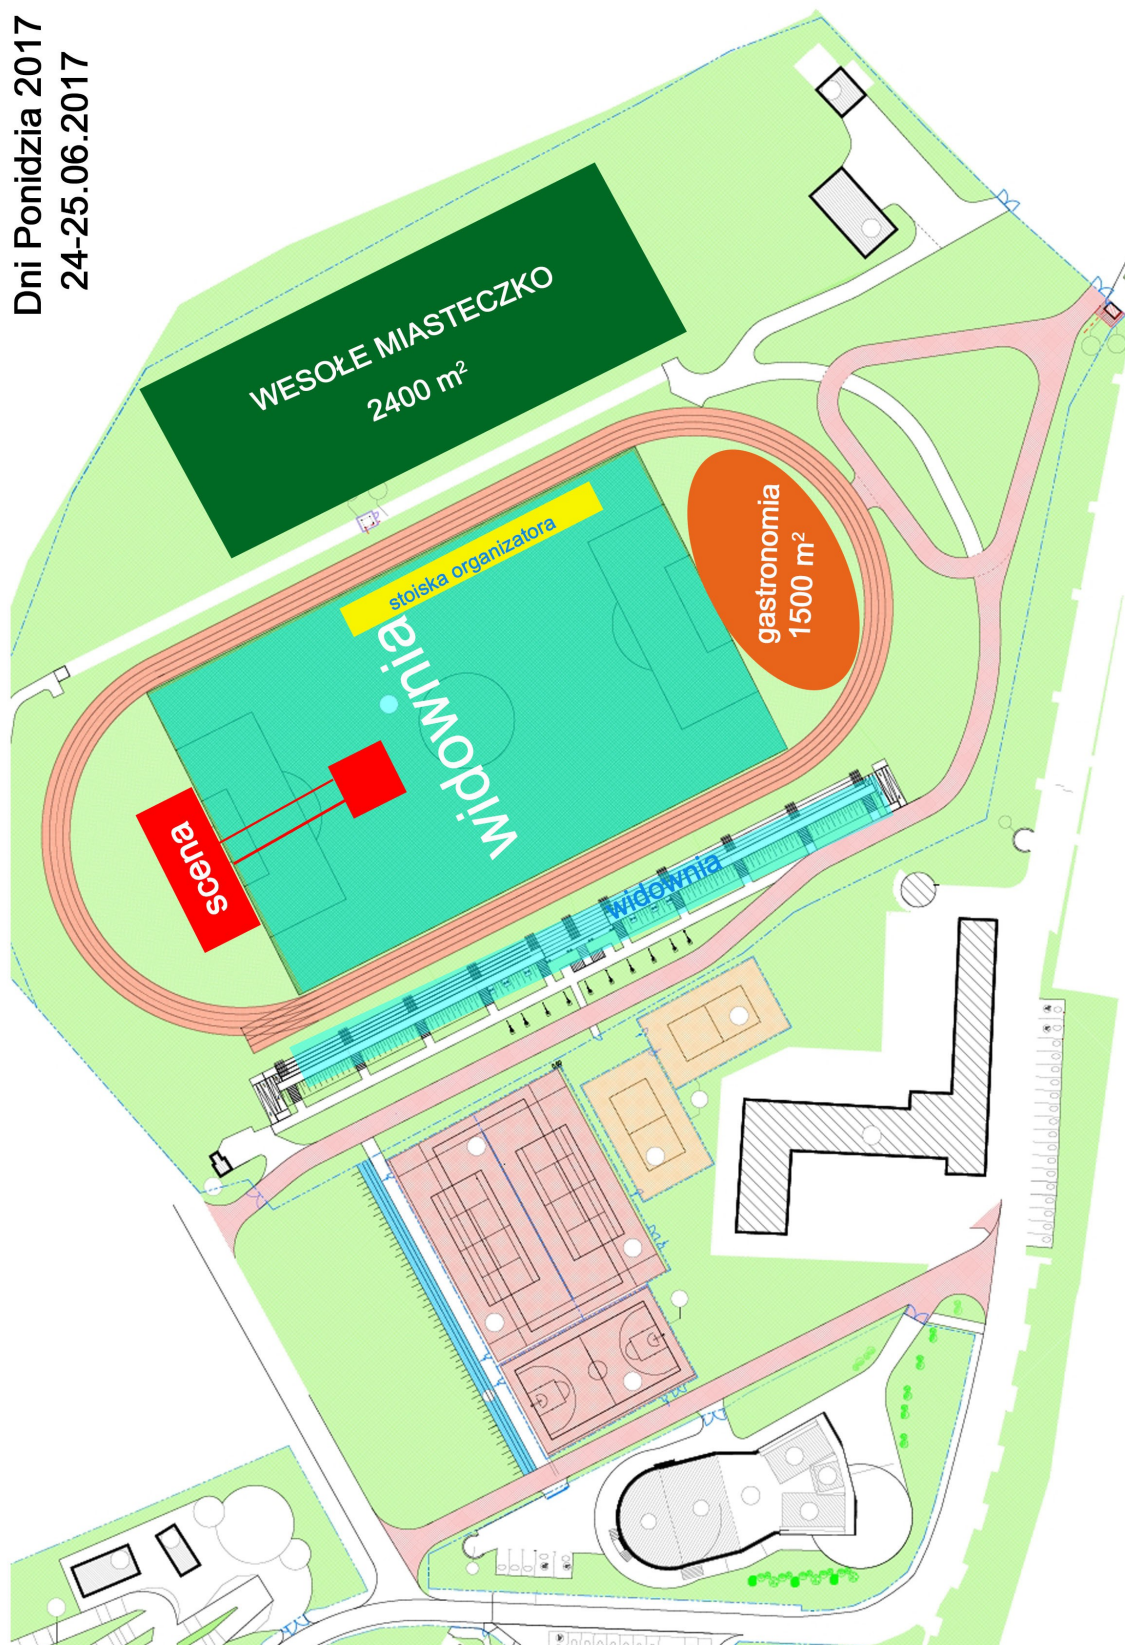 Dni Ponidzia 2017
24-25.06.2017
WESOŁE MIASTECZKO
2400 m²
stoiska organizatora
gastronomia
1500 m²
widownia
scena
widownia